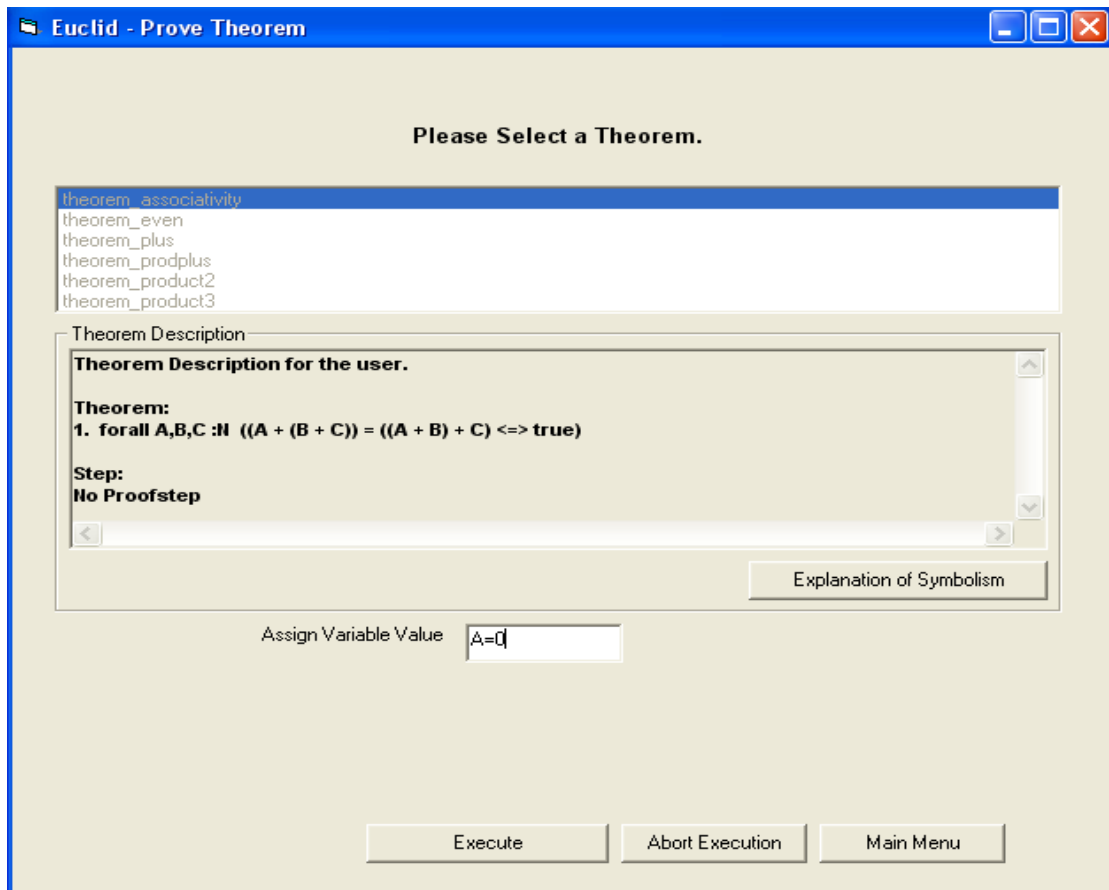 Euclid - Prove Theorem
Please Select a Theorem.
theorem_associativity
theorem_even
theorem_plus
theorem_prodplus
theorem_product2
theorem_product3
Theorem Description
Theorem Description for the user.
Theorem:
1.  forall A,B,C :N  ((A + (B + C)) = ((A + B) + C) <=> true)
Step:
No Proofstep
Explanation of Symbolism
Assign Variable Value
A=0
Execute
Abort Execution
Main Menu